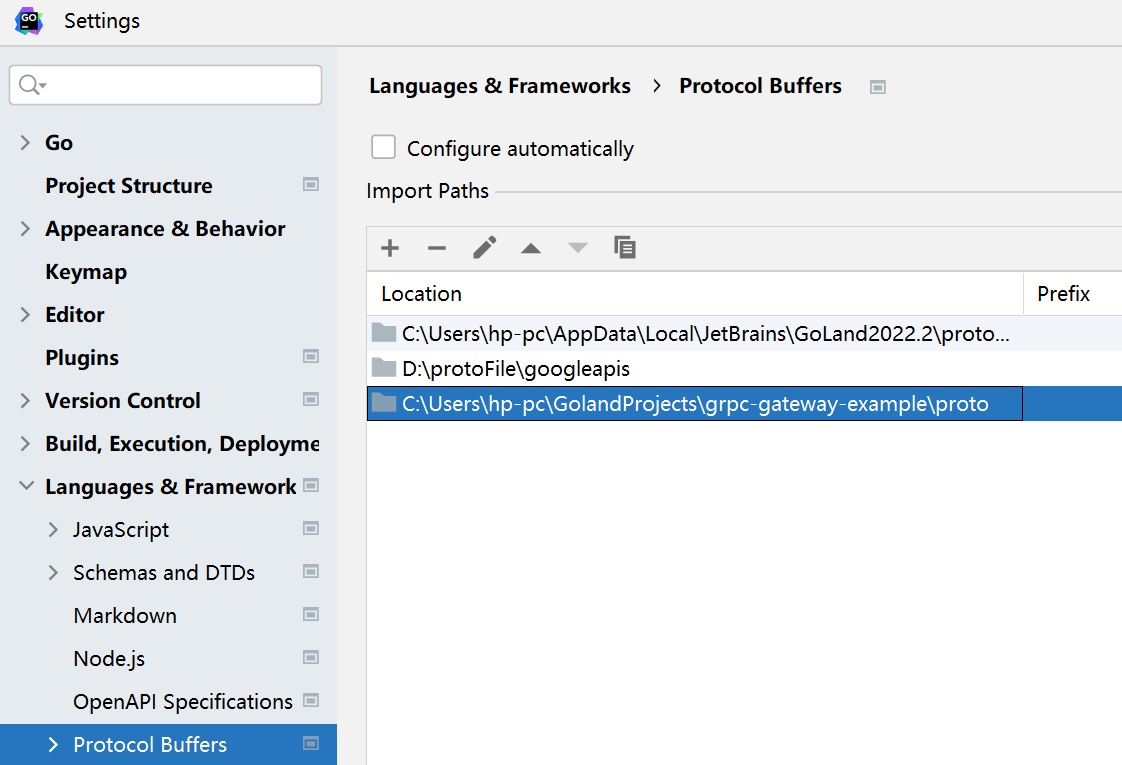 GO
Settings
Go
Project Structure
Appearance & Behavior
Keymap
Editor
Plugins
Version Control
Build, Execution, Deployme
Languages & Framework
JavaScript
Schemas and DTDs
Markdown
Node.js
OpenAPI Specifications
Protocol Buffers
Languages & Frameworks › Protocol Buffers
Configure automatically
Import Paths
Location Prefix
C:\Users\hp-pc\AppData\Local\JetBrains\GoLand2022.2\proto...
D:\protoFile\googleapis
C:\Users\hp-pc\GolandProjects\grpc-gateway-example\proto